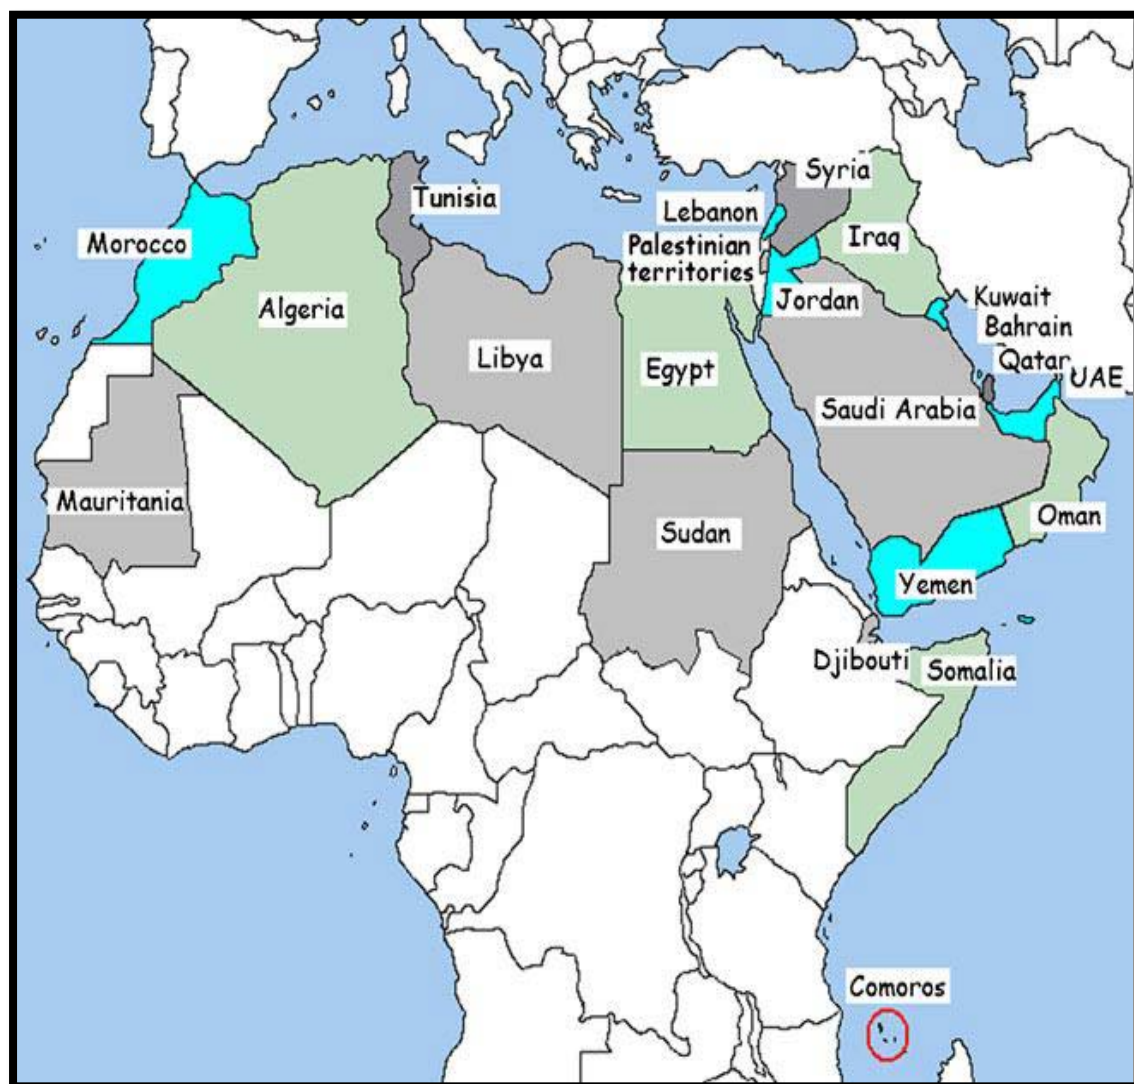 Syria
Tunisia
Lebanon
Morocco
Iraq
Palestinian
territories
Kuwait
Jordan
Algeria
Bahrain
Libya
Qatar
Egypt
UAE
Saudi Arabia
Mauritania
Oman
Sudan
Yemen
Djibouti
Somalia
Comoros